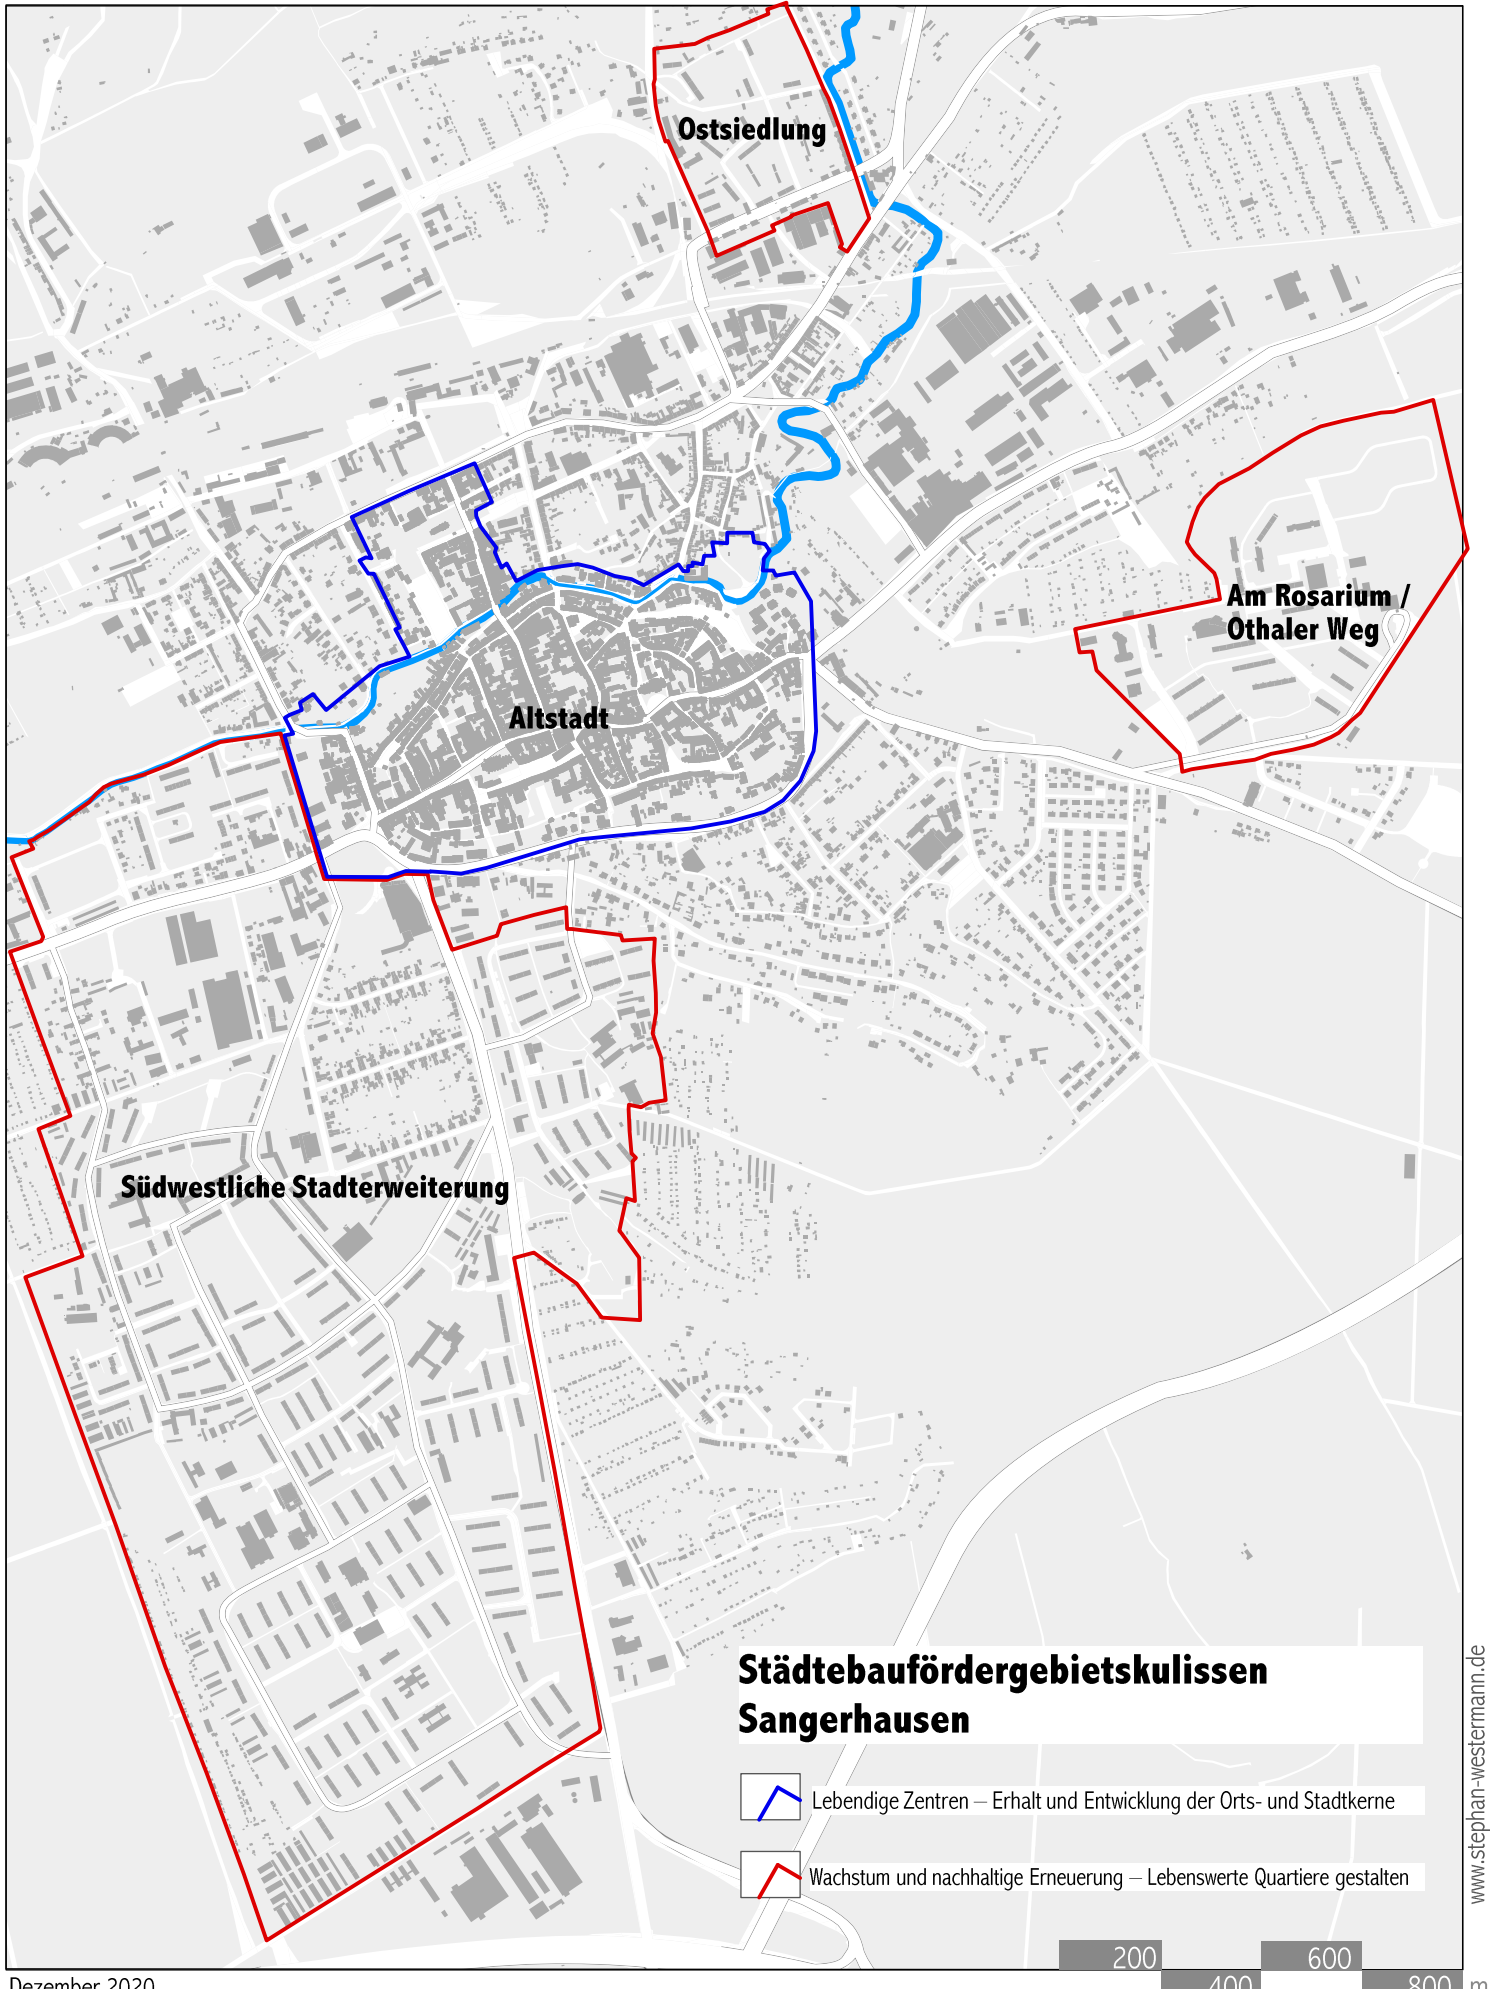 Ostsiedlung
Am Rosarium /
Othaler Weg
Altstadt
Südwestliche Stadterweiterung
Städtebaufördergebietskulissen
Sangerhausen
Lebendige Zentren – Erhalt und Entwicklung der Orts- und Stadtkerne
Wachstum und nachhaltige Erneuerung – Lebenswerte Quartiere gestalten
www.stephan-westermann.de
200 600
400 800 m
Dezember 2020